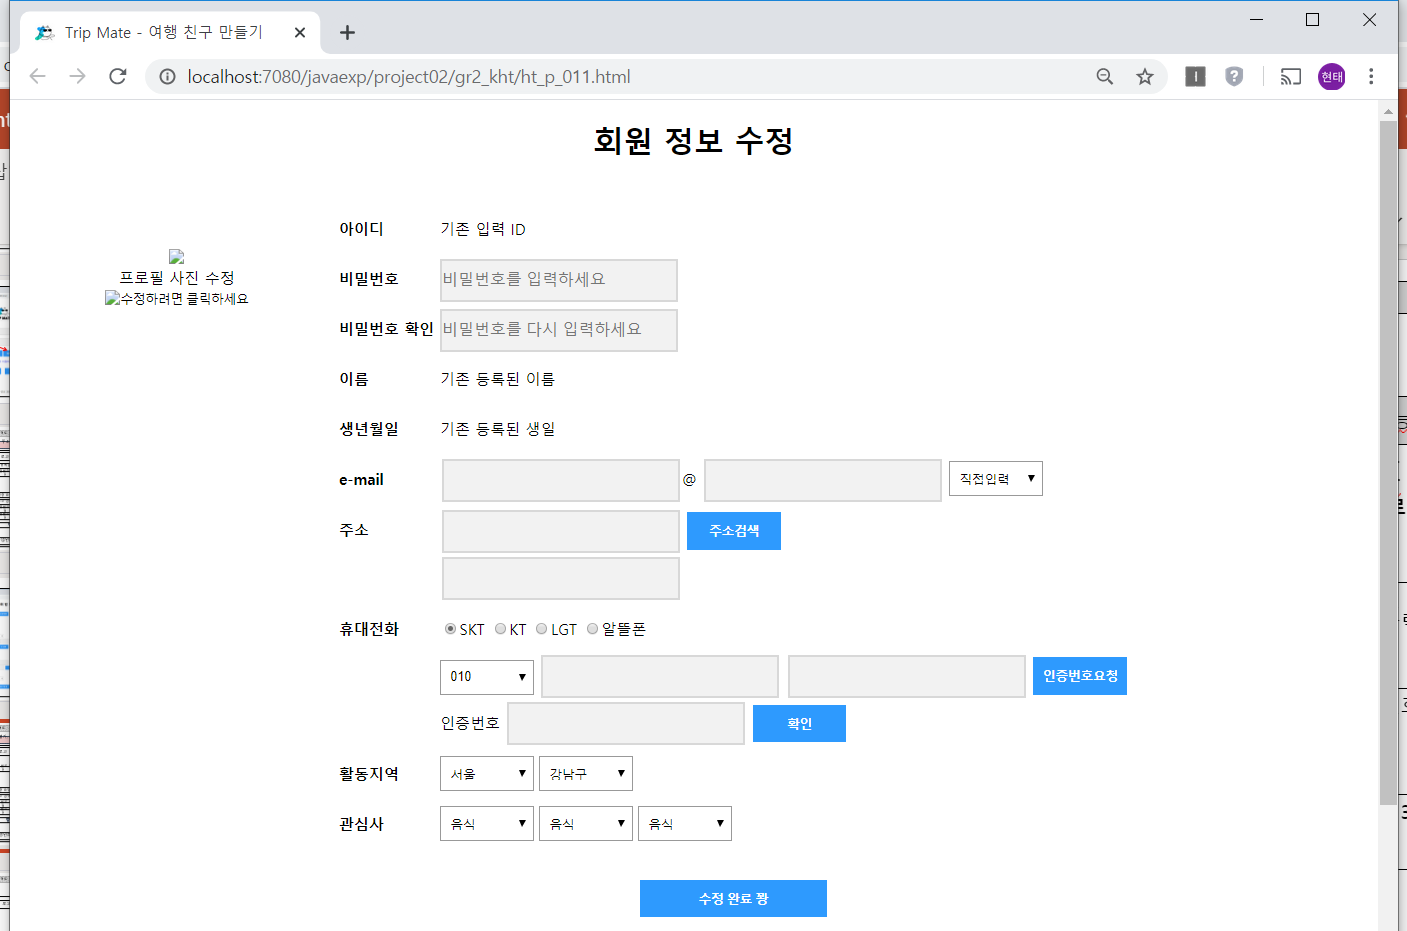 Trip Mate - 여행 친구 만들기
localhost:7080/javaexp/project02/gr2_kht/ht_p_011.html
현태
회원 정보 수정
아이디 기존 입력 ID
프로필 사진 수정
수정하려면 클릭하세요
비밀번호 비밀번호를 입력하세요
비밀번호 확인 비밀번호를 다시 입력하세요
이름 기존 등록된 이름
생년월일 기존 등록된 생일
e-mail @ 직접입력
주소 주소검색
휴대전화 SKT KT LGT 알뜰폰
010 인증번호요청
인증번호 확인
활동지역 서울 강남구
관심사 음식 음식 음식
수정 완료 쫭